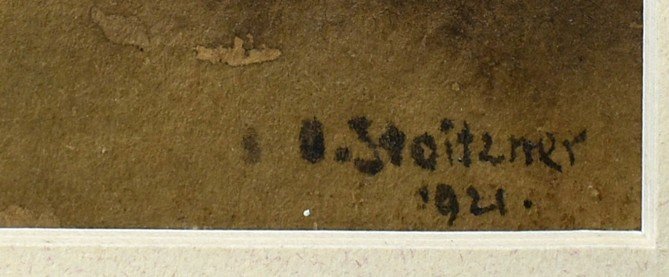 O. Stoitzner
1921.